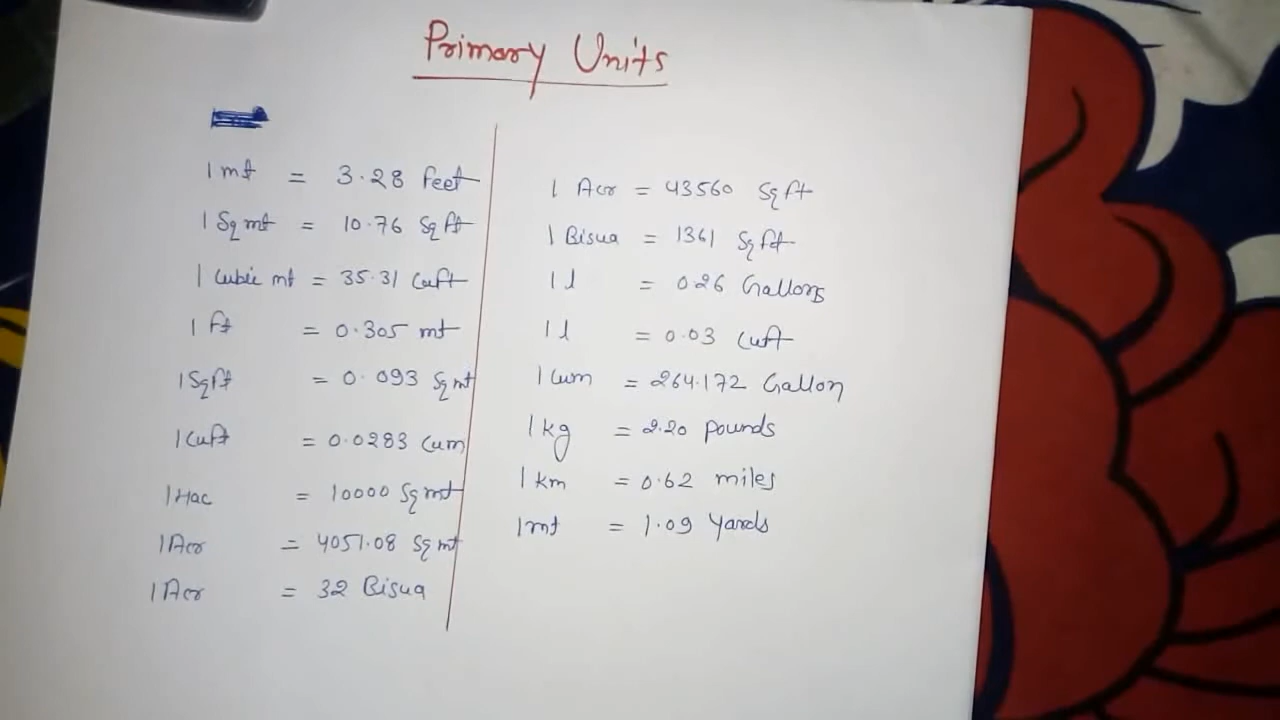 Primary Units
1 mt = 3.28 feet
1 Sq mt = 10.76 Sq ft
1 Cubic mt = 35.31 Cuft
1 ft = 0.305 mt
1 Sqft = 0.093 Sq mt
1 Cuft = 0.0283 Cum
1 Hac = 10000 Sq mt
1 Acr = 4051.08 Sq mt
1 Acr = 32 Bisua
1 Acr = 43560 Sq ft
1 Bisua = 1361 Sq ft
1 l = 0.26 Gallons
1 l = 0.03 Cuft
1 Cum = 264.172 Gallon
1 kg = 2.20 pounds
1 km = 0.62 miles
1 mt = 1.09 Yards